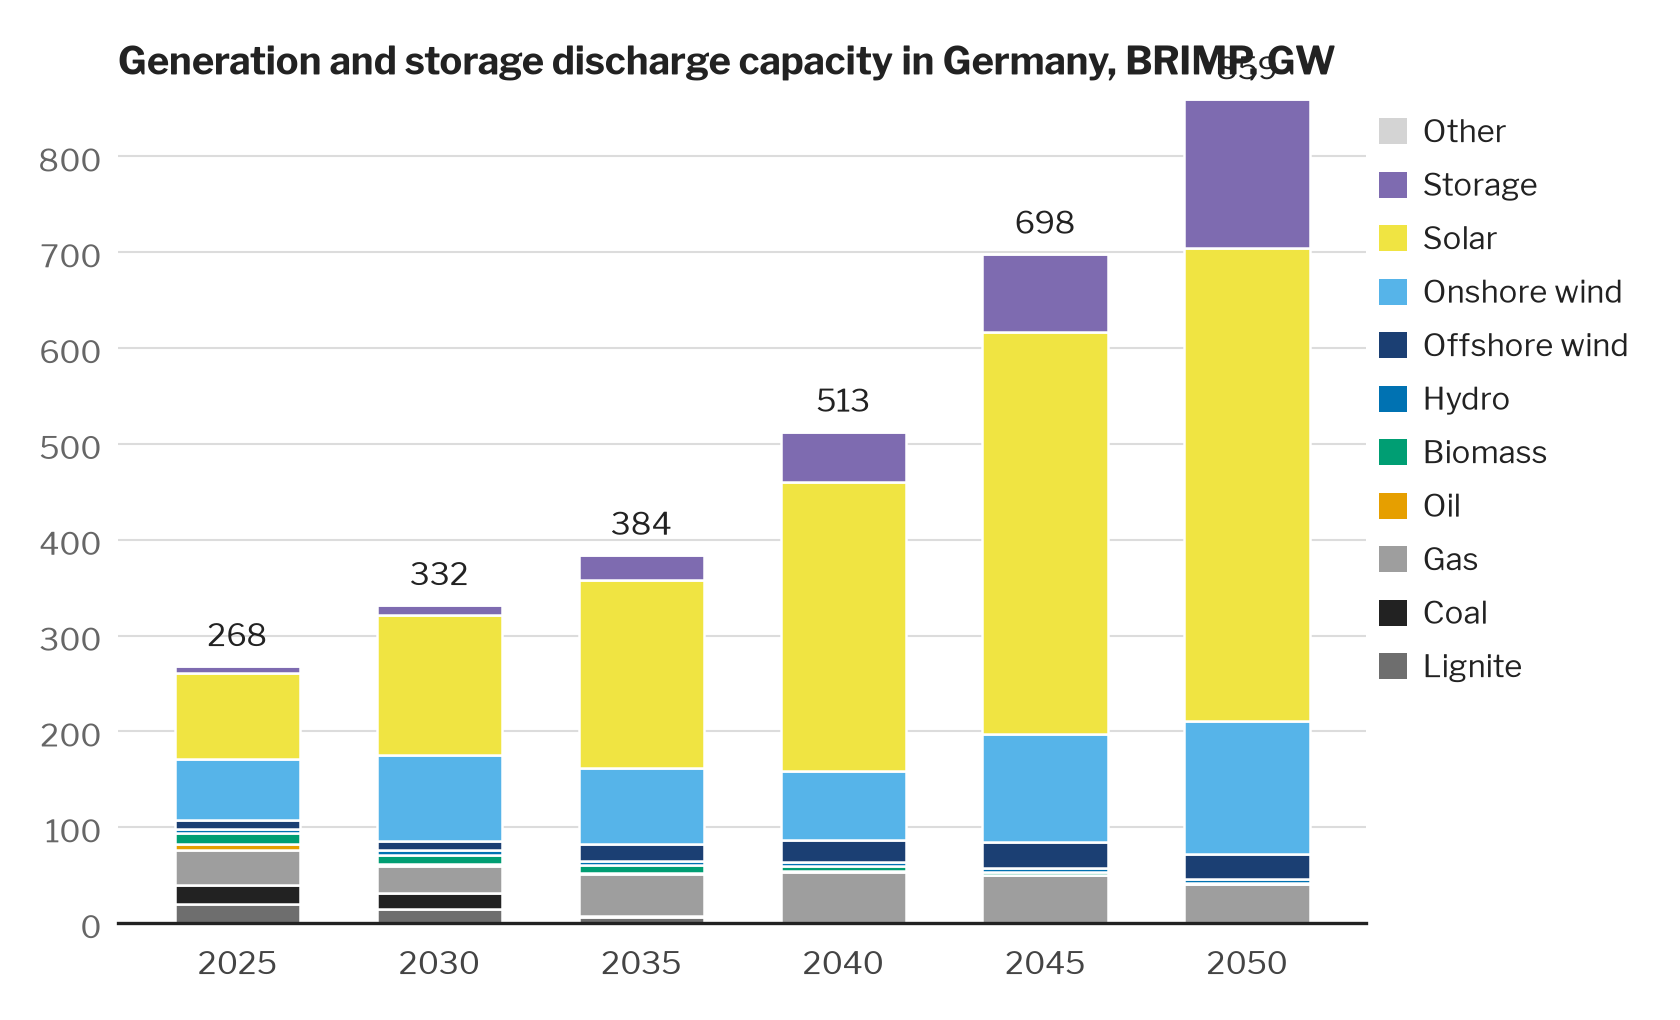 Generation and storage discharge capacity in Germany, BRIMP, GW
859
800
700
600
500
400
300
200
100
0
698
513
384
332
268
2025 2030 2035 2040 2045 2050
Other
Storage
Solar
Onshore wind
Offshore wind
Hydro
Biomass
Oil
Gas
Coal
Lignite